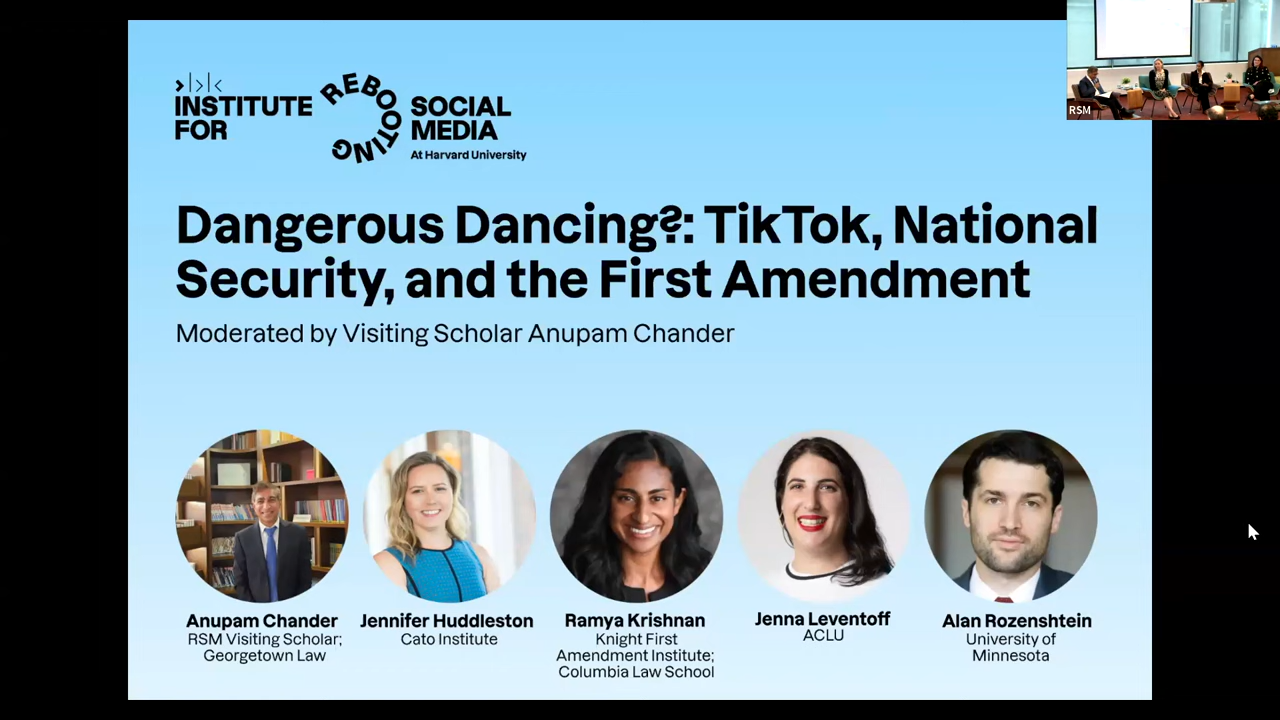 INSTITUTE
FOR
REBOOTING
SOCIAL
MEDIA
At Harvard University
RSM
Dangerous Dancing?: TikTok, National
Security, and the First Amendment
Moderated by Visiting Scholar Anupam Chander
Anupam Chander
RSM Visiting Scholar;
Georgetown Law
Jennifer Huddleston
Cato Institute
Ramya Krishnan
Knight First
Amendment Institute;
Columbia Law School
Jenna Leventoff
ACLU
Alan Rozenshtein
University of
Minnesota